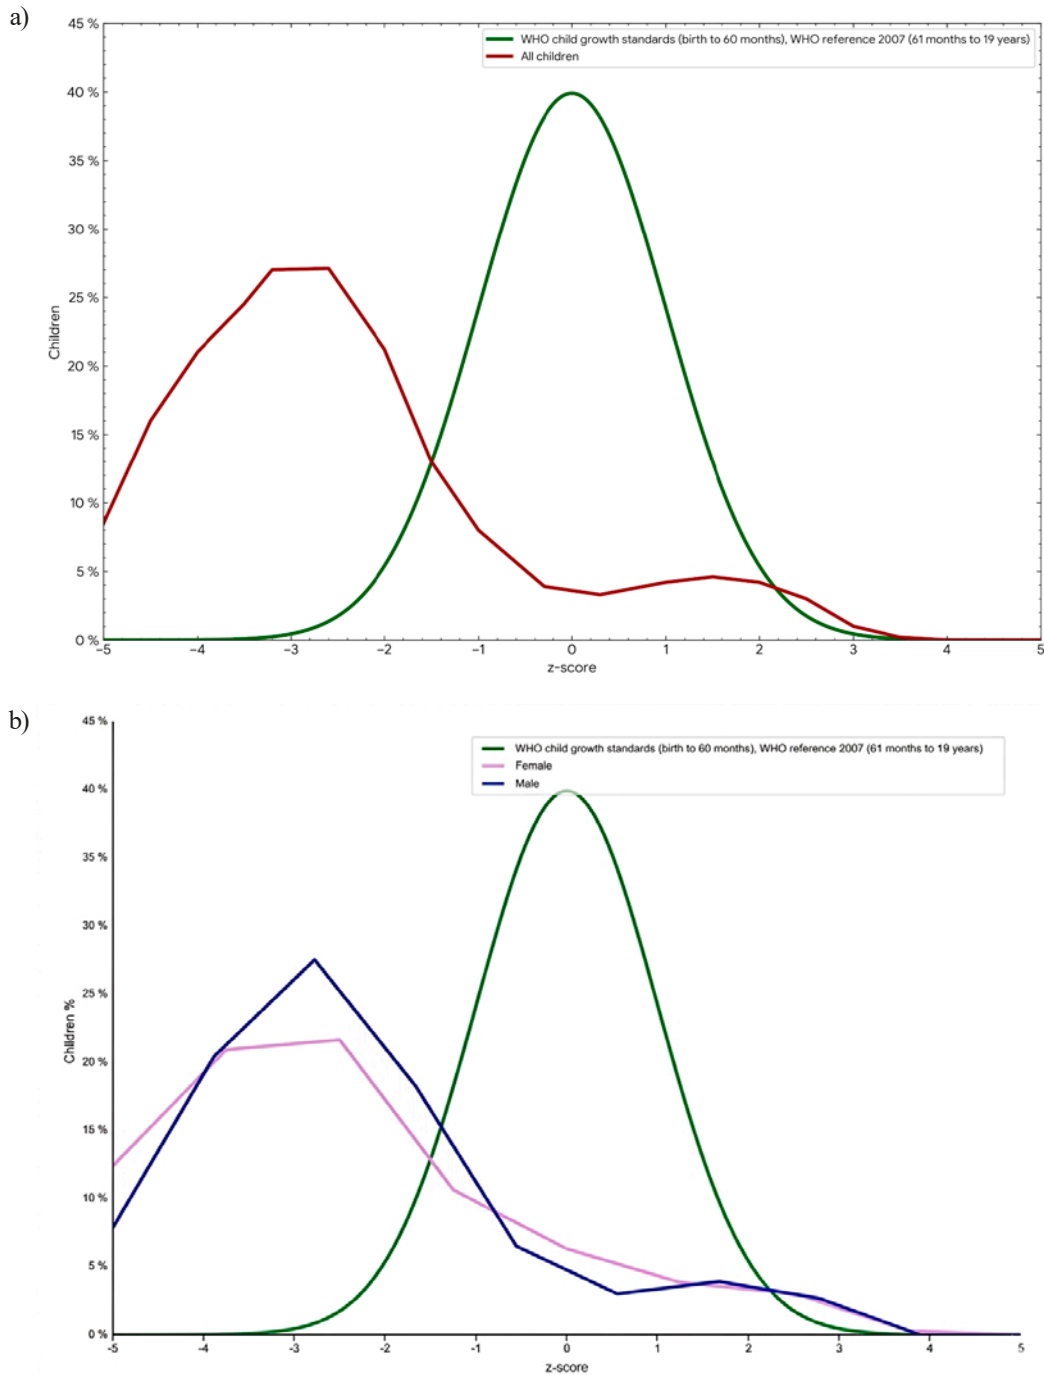 a)
45 %
WHO child growth standards (birth to 60 months), WHO reference 2007 (61 months to 19 years)
All children
40 %
35 %
30 %
25 %
20 %
15 %
10 %
5 %
0 %
Children
−5 −4 −3 −2 −1 0 1 2 3 4 5
z-score
b)
45 %
WHO child growth standards (birth to 60 months), WHO reference 2007 (61 months to 19 years)
Female
Male
40 %
35 %
30 %
25 %
20 %
15 %
10 %
5 %
0 %
Children %
-5 -4 -3 -2 -1 0 1 2 3 4 5
z-score